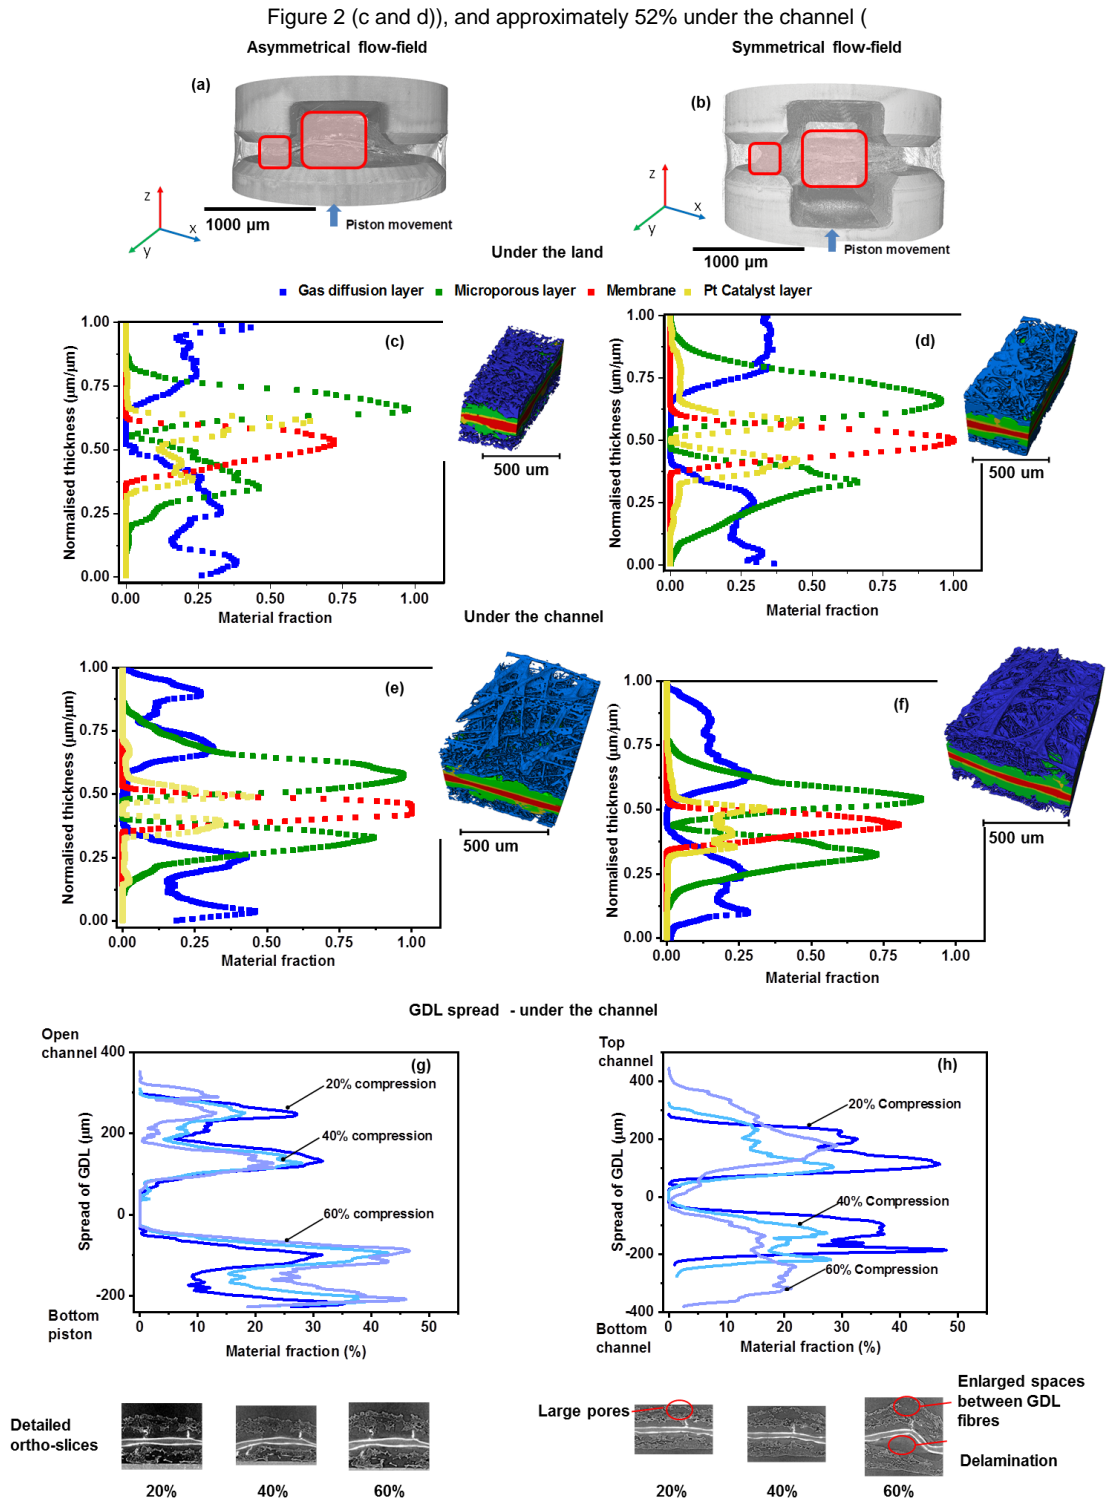 Figure 2 (c and d)), and approximately 52% under the channel (
Asymmetrical flow-field
Symmetrical flow-field
(a)
(b)
z
x
y
1000 µm
Piston movement
z
x
y
1000 µm
Piston movement
Under the land
Gas diffusion layer
Microporous layer
Membrane
Pt Catalyst layer
(c)
Normalised thickness (µm/µm)
1.00
0.75
0.50
0.25
0.00
0.00 0.25 0.50 0.75 1.00
Material fraction
500 um
(d)
Normalised thickness (µm/µm)
1.00
0.75
0.50
0.25
0.00
0.00 0.25 0.50 0.75 1.00
Material fraction
500 um
Under the channel
(e)
Normalised thickness (µm/µm)
1.00
0.75
0.50
0.25
0.00
0.00 0.25 0.50 0.75 1.00
Material fraction
500 um
(f)
Normalised thickness (µm/µm)
1.00
0.75
0.50
0.25
0.00
0.00 0.25 0.50 0.75 1.00
Material fraction
500 um
GDL spread - under the channel
Open
channel
(g)
Spread of GDL (µm)
400
200
0
-200
20% compression
40% compression
60% compression
Bottom
piston
0 10 20 30 40 50
Material fraction (%)
Top
channel
(h)
Spread of GDL (µm)
400
200
0
-200
-400
20% Compression
40% Compression
60% Compression
Bottom
channel
0 10 20 30 40 50
Material fraction (%)
Detailed
ortho-slices
20%
40%
60%
Large pores
Enlarged spaces
between GDL
fibres
Delamination
20%
40%
60%